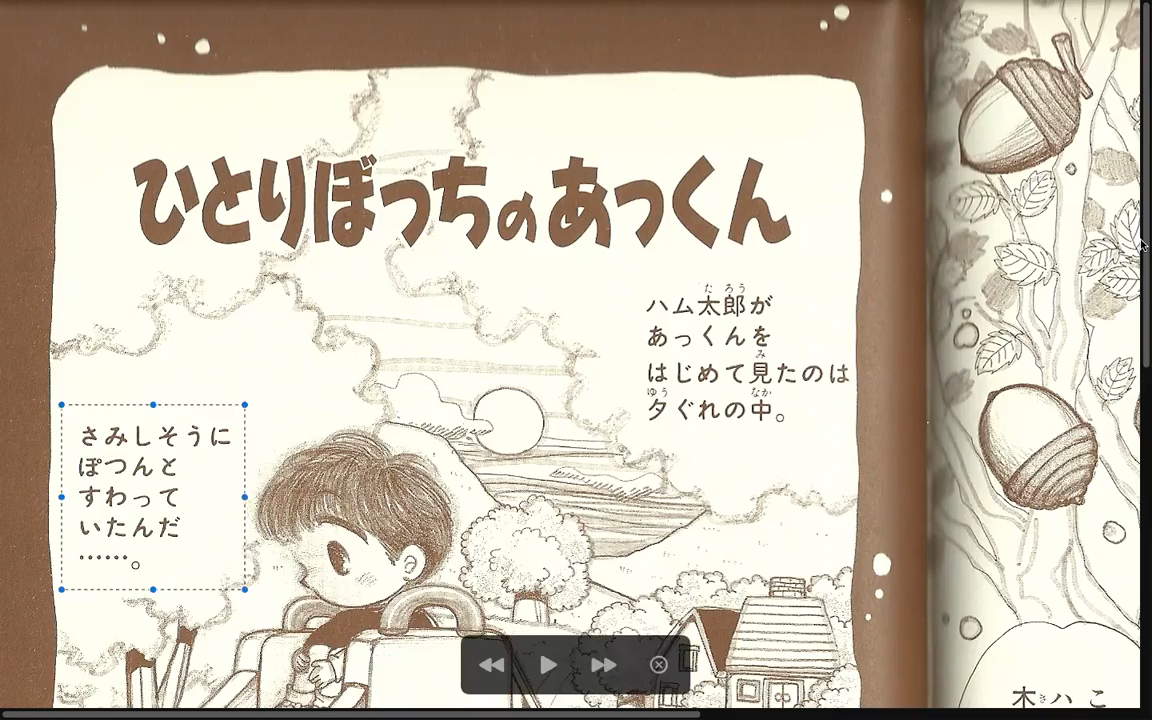 ひとりぼっちのあっくん
ハム太郎が
あっくんを
はじめて見たのは
夕ぐれの中。
さみしそうに
ぽつんと
すわって
いたんだ
……。